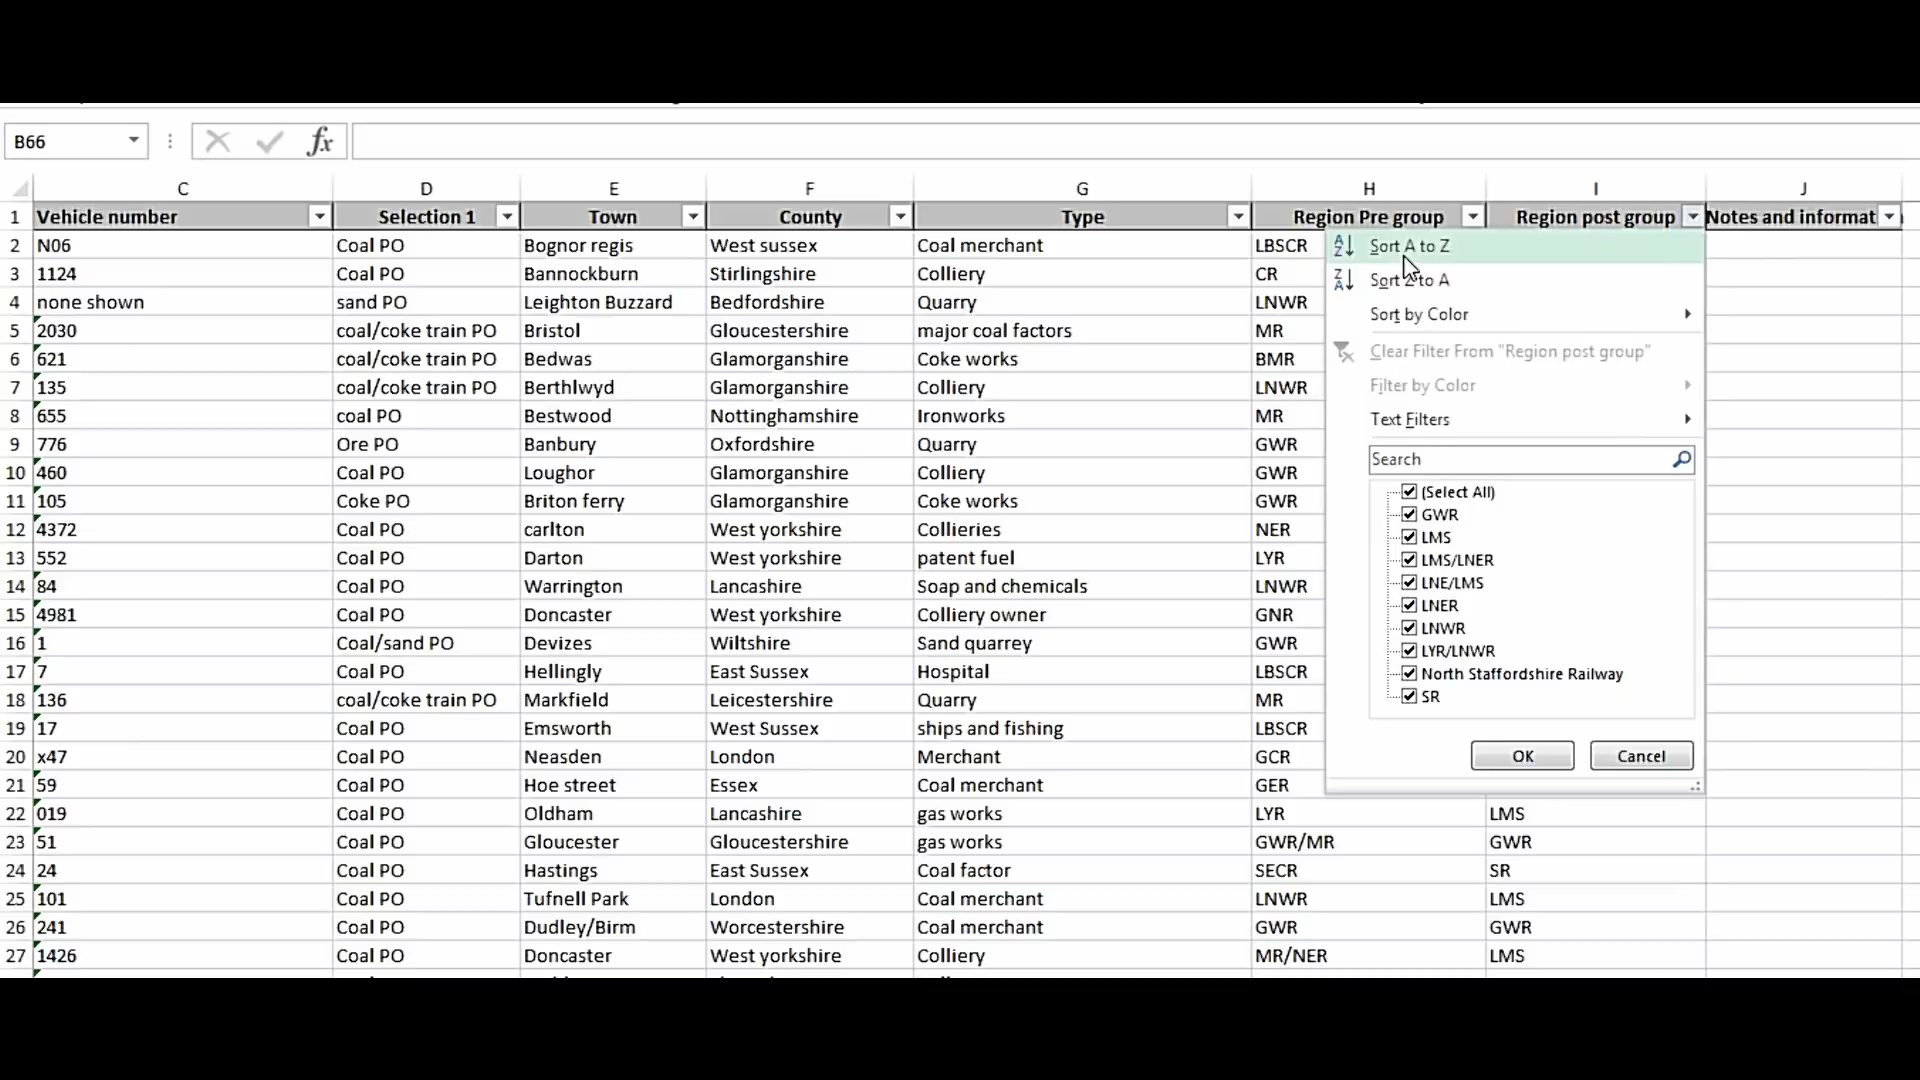 B66 fx
C D E F G H I J
1 Vehicle number Selection 1 Town County Type Region Pre group Region post group Notes and informat
2 N06 Coal PO Bognor regis West sussex Coal merchant LBSCR
3 1124 Coal PO Bannockburn Stirlingshire Colliery CR
4 none shown sand PO Leighton Buzzard Bedfordshire Quarry LNWR
5 2030 coal/coke train PO Bristol Gloucestershire major coal factors MR
6 621 coal/coke train PO Bedwas Glamorganshire Coke works BMR
7 135 coal/coke train PO Berthlwyd Glamorganshire Colliery LNWR
8 655 coal PO Bestwood Nottinghamshire Ironworks MR
9 776 Ore PO Banbury Oxfordshire Quarry GWR
10 460 Coal PO Loughor Glamorganshire Colliery GWR
11 105 Coke PO Briton ferry Glamorganshire Coke works GWR
12 4372 Coal PO carlton West yorkshire Collieries NER
13 552 Coal PO Darton West yorkshire patent fuel LYR
14 84 Coal PO Warrington Lancashire Soap and chemicals LNWR
15 4981 Coal PO Doncaster West yorkshire Colliery owner GNR
16 1 Coal/sand PO Devizes Wiltshire Sand quarrey GWR
17 7 Coal PO Hellingly East Sussex Hospital LBSCR
18 136 coal/coke train PO Markfield Leicestershire Quarry MR
19 17 Coal PO Emsworth West Sussex ships and fishing LBSCR
20 x47 Coal PO Neasden London Merchant GCR
21 59 Coal PO Hoe street Essex Coal merchant GER
22 019 Coal PO Oldham Lancashire gas works LYR LMS
23 51 Coal PO Gloucester Gloucestershire gas works GWR/MR GWR
24 24 Coal PO Hastings East Sussex Coal factor SECR SR
25 101 Coal PO Tufnell Park London Coal merchant LNWR LMS
26 241 Coal PO Dudley/Birm Worcestershire Coal merchant GWR GWR
27 1426 Coal PO Doncaster West yorkshire Colliery MR/NER LMS
Sort A to Z
Sort Z to A
Sort by Color
Clear Filter From "Region post group"
Filter by Color
Text Filters
Search
(Select All)
GWR
LMS
LMS/LNER
LNE/LMS
LNER
LNWR
LYR/LNWR
North Staffordshire Railway
SR
OK Cancel